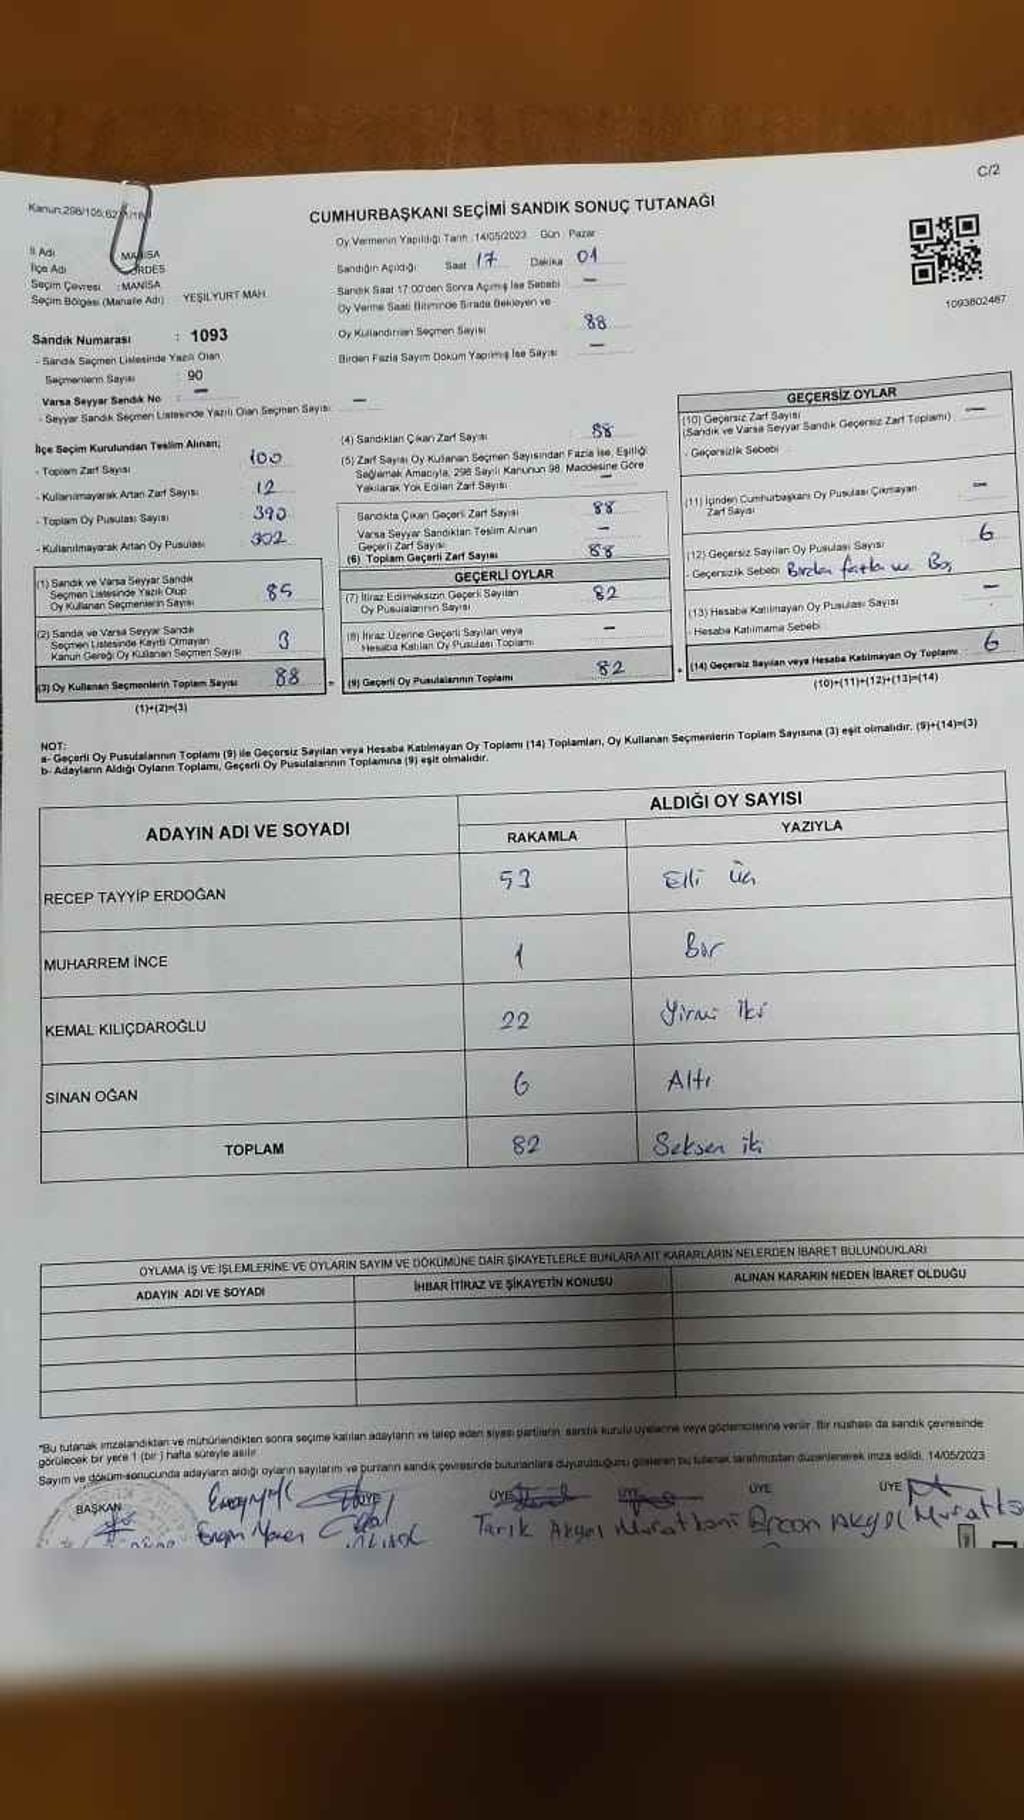 C/2
Kanun:298/105,62
CUMHURBAŞKANI SEÇİMİ SANDIK SONUÇ TUTANAĞI
Oy Vermenin Yapıldığı Tarih :14/05/2023 Gün : Pazar
İl Adı : MANİSA
İlçe Adı
Seçim Çevresi : MANİSA
Seçim Bölgesi (Mahalle Adı) YEŞİLYURT MAH.
Sandığın Açıldığı Saat 17 Dakika 01
Sandık Saat 17:00'den Sonra Açılmış İse Sebebi —
Oy Verme Saati Bitiminde Sırada Bekleyen ve
Oy Kullandırılan Seçmen Sayısı 88
Birden Fazla Sayım Döküm Yapılmış İse Sayısı —
1093802467
Sandık Numarası : 1093
- Sandık Seçmen Listesinde Yazılı Olan
Seçmenlerin Sayısı : 90
Varsa Seyyar Sandık No : —
- Seyyar Sandık Seçmen Listesinde Yazılı Olan Seçmen Sayısı —
İlçe Seçim Kurulundan Teslim Alınan;
- Toplam Zarf Sayısı 100
- Kullanılmayarak Artan Zarf Sayısı 12
- Toplam Oy Pusulası Sayısı 390
- Kullanılmayarak Artan Oy Pusulası 302
(1) Sandık ve Varsa Seyyar Sandık
Seçmen Listesinde Yazılı Olup
Oy Kullanan Seçmenlerin Sayısı 85
(2) Sandık ve Varsa Seyyar Sandık
Seçmen Listesinde Kayıtlı Olmayan
Kanun Gereği Oy Kullanan Seçmen Sayısı 3
(3) Oy Kullanan Seçmenlerin Toplam Sayısı 88
(1)+(2)=(3)
(4) Sandıktan Çıkan Zarf Sayısı 88
(5) Zarf Sayısı Oy Kullanan Seçmen Sayısından Fazla İse, Eşitliği
Sağlamak Amacıyla, 298 Sayılı Kanunun 98. Maddesine Göre
Yakılarak Yok Edilen Zarf Sayısı —
Sandıkta Çıkan Geçerli Zarf Sayısı 88
Varsa Seyyar Sandıktan Teslim Alınan
Geçerli Zarf Sayısı —
(6) Toplam Geçerli Zarf Sayısı 88
GEÇERLİ OYLAR
(7) İtiraz Edilmeksizin Geçerli Sayılan
Oy Pusulalarının Sayısı 82
(8) İtiraz Üzerine Geçerli Sayılan veya
Hesaba Katılan Oy Pusulası Toplamı —
= (9) Geçerli Oy Pusulalarının Toplamı 82 +
GEÇERSİZ OYLAR
(10) Geçersiz Zarf Sayısı
(Sandık ve Varsa Seyyar Sandık Geçersiz Zarf Toplamı) —
- Geçersizlik Sebebi
(11) İçinden Cumhurbaşkanı Oy Pusulası Çıkmayan
Zarf Sayısı —
(12) Geçersiz Sayılan Oy Pusulası Sayısı 6
- Geçersizlik Sebebi Birden fazla ve Boş
(13) Hesaba Katılmayan Oy Pusulası Sayısı —
- Hesaba Katılmama Sebebi
(14) Geçersiz Sayılan veya Hesaba Katılmayan Oy Toplamı 6
(10)+(11)+(12)+(13)=(14)
NOT:
a- Geçerli Oy Pusulalarının Toplamı (9) ile Geçersiz Sayılan veya Hesaba Katılmayan Oy Toplamı (14) Toplamları, Oy Kullanan Seçmenlerin Toplam Sayısına (3) eşit olmalıdır. (9)+(14)=(3)
b- Adayların Aldığı Oyların Toplamı, Geçerli Oy Pusulalarının Toplamına (9) eşit olmalıdır.
ADAYIN ADI VE SOYADI
ALDIĞI OY SAYISI
RAKAMLA YAZIYLA
RECEP TAYYİP ERDOĞAN 53 Elli üç
MUHARREM İNCE 1 Bir
KEMAL KILIÇDAROĞLU 22 Yirmi iki
SİNAN OĞAN 6 Altı
TOPLAM 82 Seksen iki
OYLAMA İŞ VE İŞLEMLERİNE VE OYLARIN SAYIM VE DÖKÜMÜNE DAİR ŞİKAYETLERLE BUNLARA AİT KARARLARIN NELERDEN İBARET BULUNDUKLARI
ADAYIN ADI VE SOYADI İHBAR İTİRAZ VE ŞİKAYETİN KONUSU ALINAN KARARIN NEDEN İBARET OLDUĞU
*Bu tutanak imzalandıktan ve mühürlendikten sonra seçime katılan adayların ve talep eden siyasi partilerin sandık kurulu üyelerine veya gözlemcilerine verilir. Bir nüshası da sandık çevresinde
görülecek bir yere 1 (bir) hafta süreyle asılır.
Sayım ve döküm sonucunda adayların aldığı oyların sayılarını ve bunların sandık çevresinde bulunanlara duyurulduğunu gösteren bu tutanak tarafımızdan düzenlenerek imza edildi. 14/05/2023
BAŞKAN ÜYE ÜYE ÜYE ÜYE
Engin Tarık Akyol